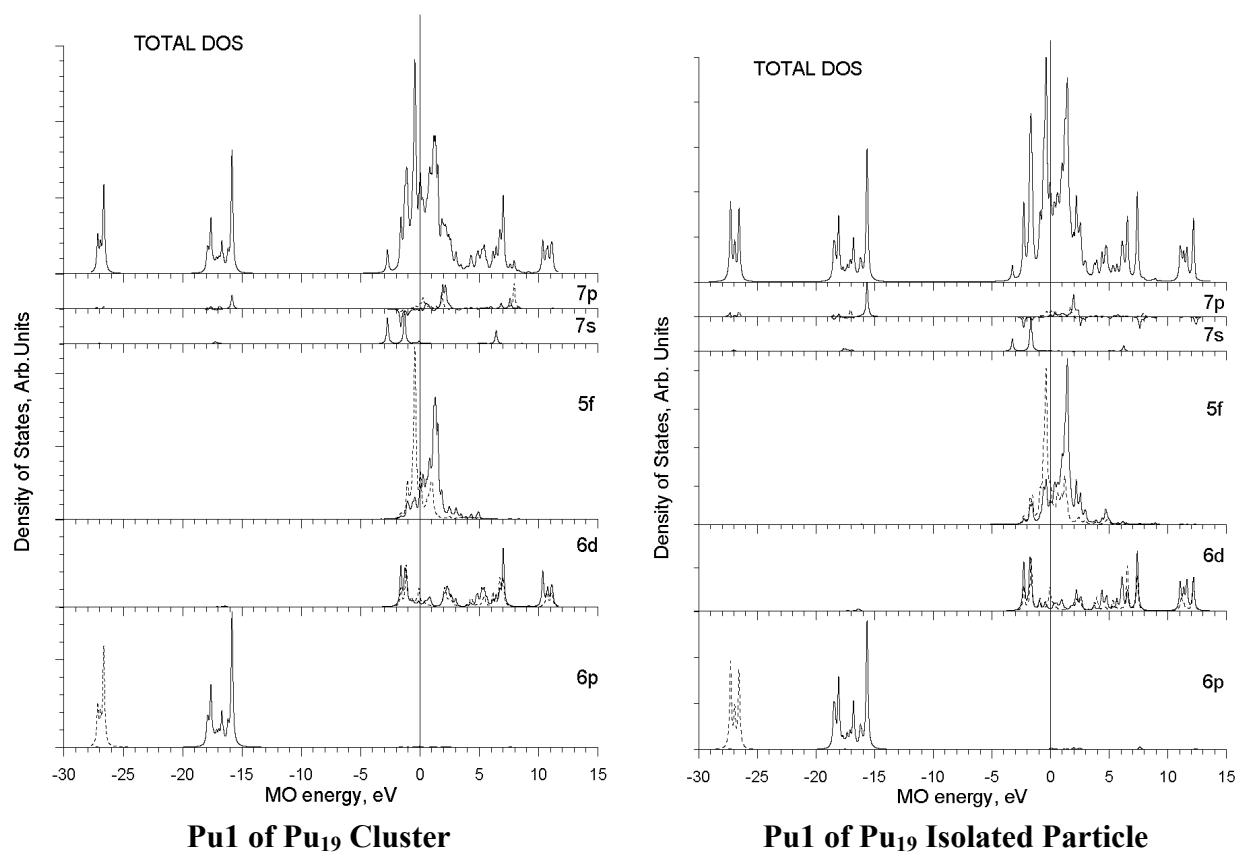 TOTAL DOS
7p
7s
5f
6d
6p
Density of States, Arb.Units
-30 -25 -20 -15 -10 -5 0 5 10 15
MO energy, eV
Pu1 of Pu19 Cluster
TOTAL DOS
7p
7s
5f
6d
6p
Density of States, Arb. Units
-30 -25 -20 -15 -10 -5 0 5 10 15
MO energy, eV
Pu1 of Pu19 Isolated Particle